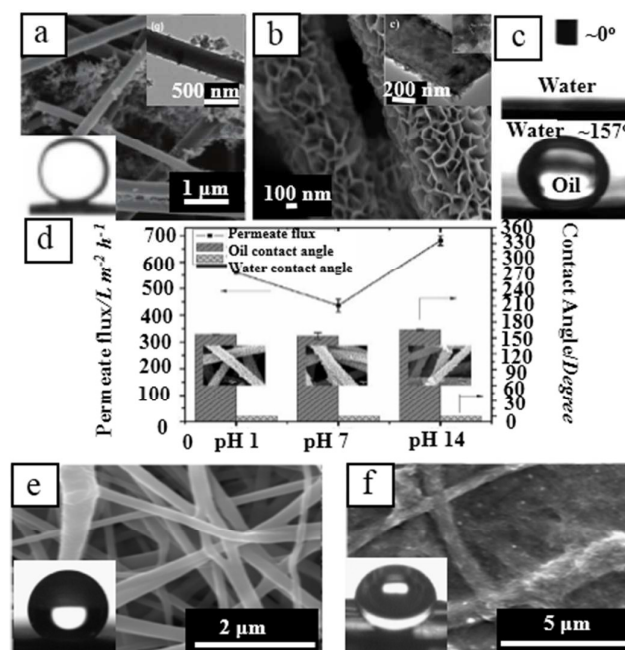 a
(a)
500 nm
1 μm
b
c)
200 nm
100 nm
c
~0°
Water
Water ~157°
Oil
d
Permeate flux/L m⁻² h⁻¹
700
600
500
400
300
200
100
0
0
Permeate flux
Oil contact angle
Water contact angle
pH 1
pH 7
pH 14
360
330
300
270
240
210
180
150
120
90
60
30
0
Contact Angle/Degree
e
2 μm
f
5 μm